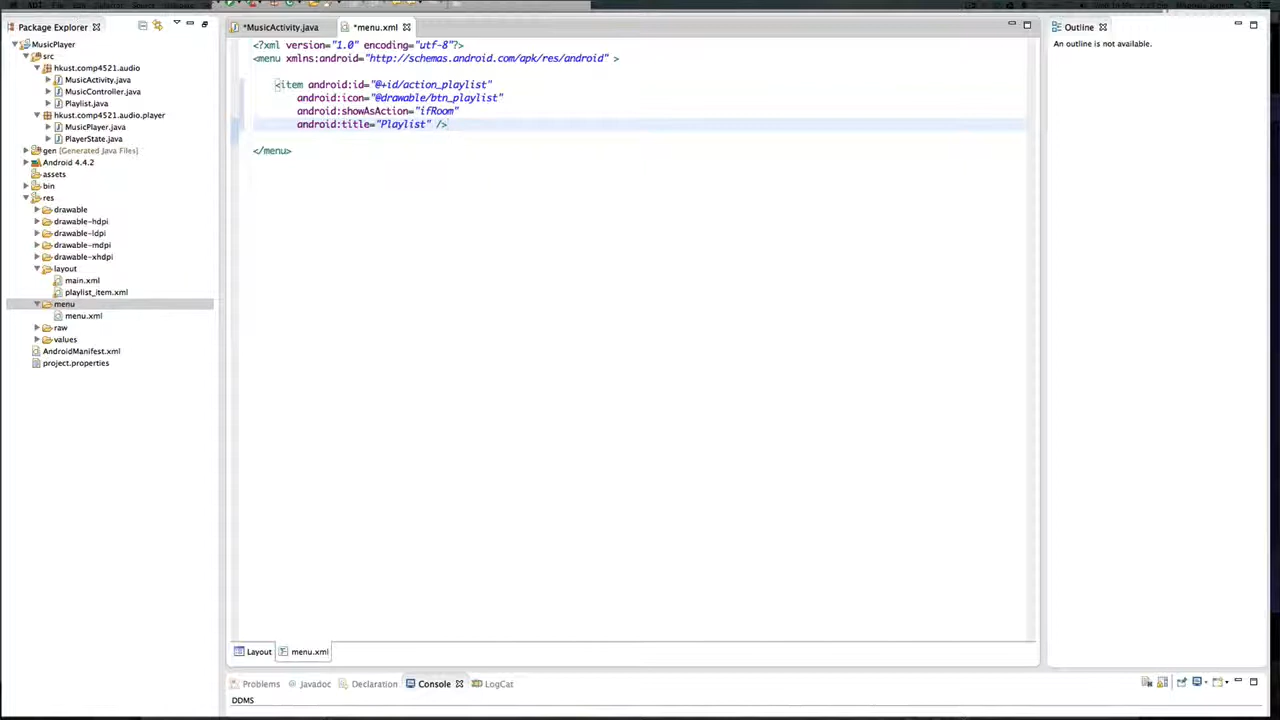 Package Explorer
*MusicActivity.java
*menu.xml
Outline
MusicPlayer
src
hkust.comp4521.audio
MusicActivity.java
MusicController.java
Playlist.java
hkust.comp4521.audio.player
MusicPlayer.java
PlayerState.java
gen [Generated Java Files]
Android 4.4.2
assets
bin
res
drawable
drawable-hdpi
drawable-ldpi
drawable-mdpi
drawable-xhdpi
layout
main.xml
playlist_item.xml
menu
menu.xml
raw
values
AndroidManifest.xml
project.properties
<?xml version="1.0" encoding="utf-8"?>
<menu xmlns:android="http://schemas.android.com/apk/res/android" >
<item android:id="@+id/action_playlist"
android:icon="@drawable/btn_playlist"
android:showAsAction="ifRoom"
android:title="Playlist" />
</menu>
An outline is not available.
Layout
menu.xml
Problems
Javadoc
Declaration
Console
LogCat
DDMS